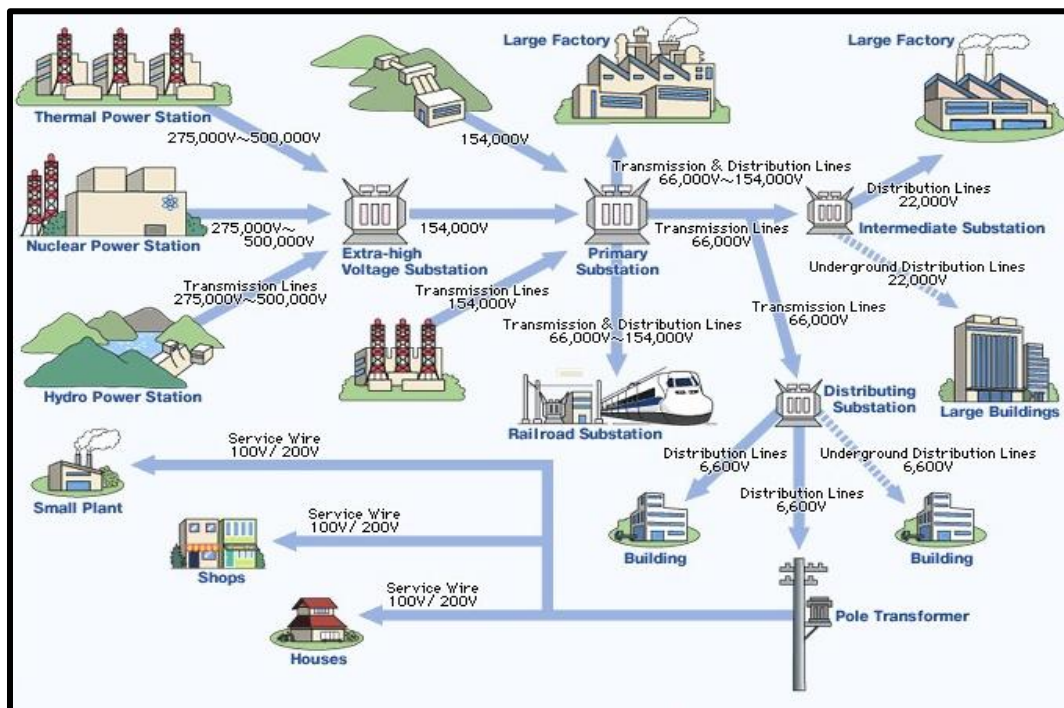 Large Factory
Large Factory
Thermal Power Station
275,000V～500,000V
154,000V
Transmission & Distribution Lines
66,000V～154,000V
Distribution Lines
22,000V
Nuclear Power Station
275,000V～
500,000V
154,000V
Extra-high
Voltage Substation
Primary
Substation
Transmission Lines
66,000V
Intermediate Substation
Transmission Lines
275,000V～500,000V
Transmission Lines
154,000V
Underground Distribution Lines
22,000V
Transmission Lines
66,000V
Transmission & Distribution Lines
66,000V～154,000V
Hydro Power Station
Distributing
Substation
Large Buildings
Railroad Substation
Service Wire
100V/ 200V
Distribution Lines
6,600V
Underground Distribution Lines
6,600V
Distribution Lines
6,600V
Small Plant
Service Wire
100V/ 200V
Building
Building
Shops
Service Wire
100V/ 200V
Pole Transformer
Houses